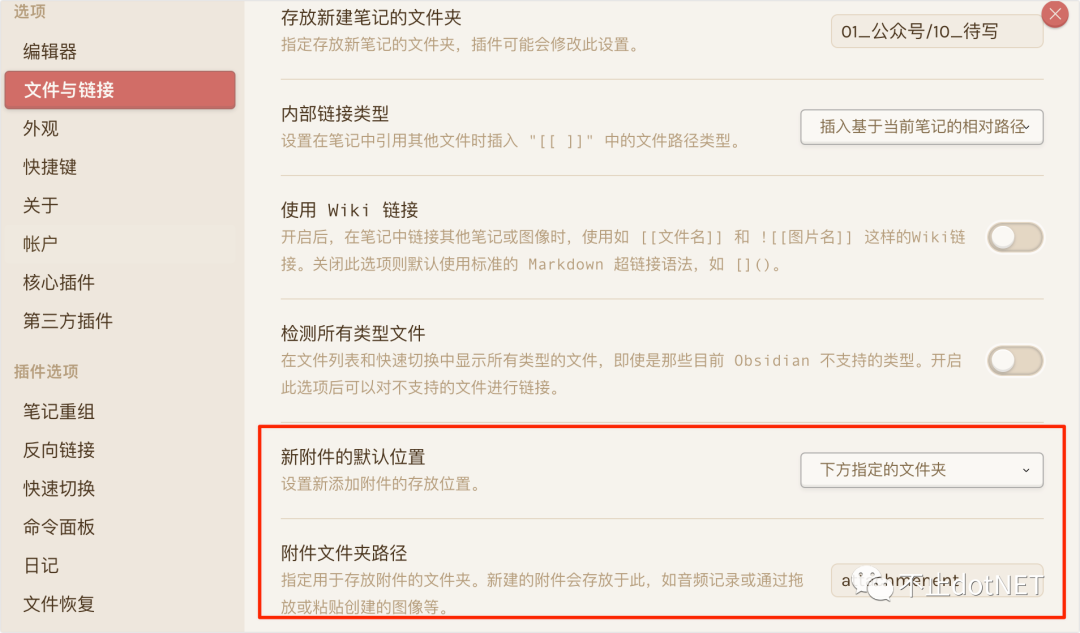 选项
编辑器
文件与链接
外观
快捷键
关于
帐户
核心插件
第三方插件
插件选项
笔记重组
反向链接
快速切换
命令面板
日记
文件恢复
存放新建笔记的文件夹
指定存放新笔记的文件夹，插件可能会修改此设置。
01_公众号/10_待写
内部链接类型
设置在笔记中引用其他文件时插入 "[[ ]]" 中的文件路径类型。
插入基于当前笔记的相对路径
使用 Wiki 链接
开启后，在笔记中链接其他笔记或图像时，使用如 [[文件名]] 和 ![[图片名]] 这样的Wiki链
接。关闭此选项则默认使用标准的 Markdown 超链接语法，如 []()。
检测所有类型文件
在文件列表和快速切换中显示所有类型的文件，即使是那些目前 Obsidian 不支持的类型。开启
此选项后可以对不支持的文件进行链接。
新附件的默认位置
设置新添加附件的存放位置。
下方指定的文件夹
附件文件夹路径
指定用于存放附件的文件夹。新建的附件会存放于此，如音频记录或通过拖
放或粘贴创建的图像等。
不止dotNET